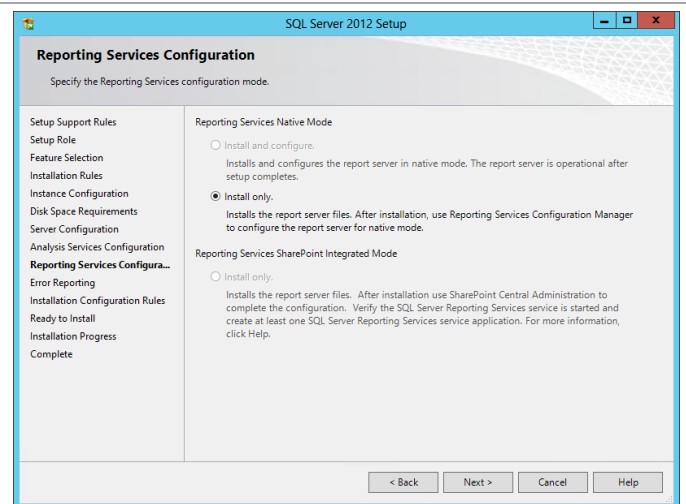 SQL Server 2012 Setup
Reporting Services Configuration
Specify the Reporting Services configuration mode.
Setup Support Rules
Setup Role
Feature Selection
Installation Rules
Instance Configuration
Disk Space Requirements
Server Configuration
Analysis Services Configuration
Reporting Services Configura...
Error Reporting
Installation Configuration Rules
Ready to Install
Installation Progress
Complete
Reporting Services Native Mode
Install and configure.
Installs and configures the report server in native mode. The report server is operational after
setup completes.
Install only.
Installs the report server files. After installation, use Reporting Services Configuration Manager
to configure the report server for native mode.
Reporting Services SharePoint Integrated Mode
Install only.
Installs the report server files. After installation use SharePoint Central Administration to
complete the configuration. Verify the SQL Server Reporting Services service is started and
create at least one SQL Server Reporting Services service application. For more information,
click Help.
< Back
Next >
Cancel
Help